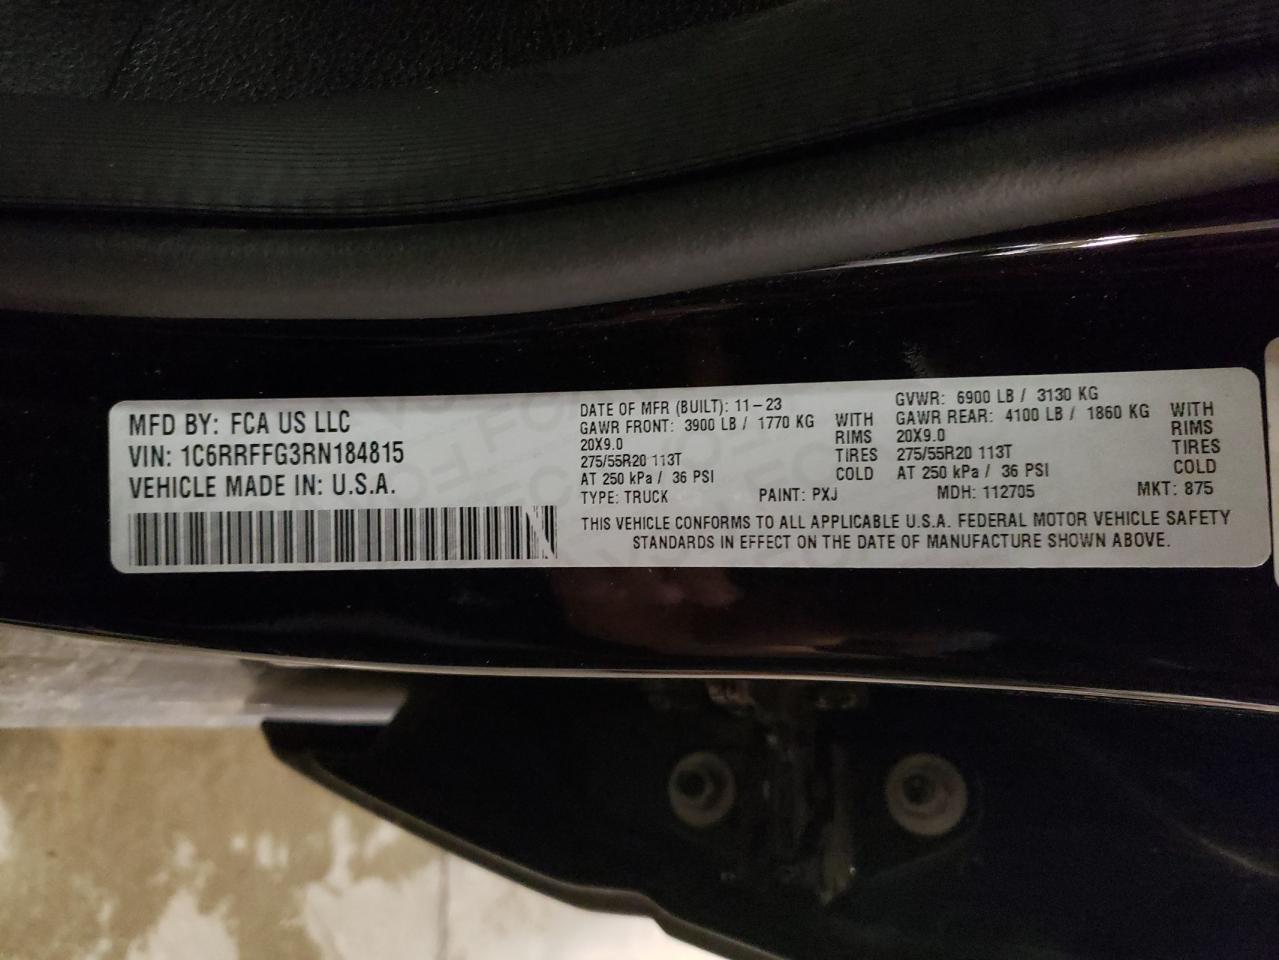 MFD BY: FCA US LLC
VIN: 1C6RRFFG3RN184815
VEHICLE MADE IN: U.S.A.
DATE OF MFR (BUILT): 11-23
GAWR FRONT: 3900 LB / 1770 KG WITH
20X9.0 RIMS
275/55R20 113T TIRES
AT 250 kPa / 36 PSI COLD
GVWR: 6900 LB / 3130 KG
GAWR REAR: 4100 LB / 1860 KG WITH
20X9.0 RIMS
275/55R20 113T TIRES
AT 250 kPa / 36 PSI COLD
TYPE: TRUCK PAINT: PXJ MDH: 112705 MKT: 875
THIS VEHICLE CONFORMS TO ALL APPLICABLE U.S.A. FEDERAL MOTOR VEHICLE SAFETY
STANDARDS IN EFFECT ON THE DATE OF MANUFACTURE SHOWN ABOVE.